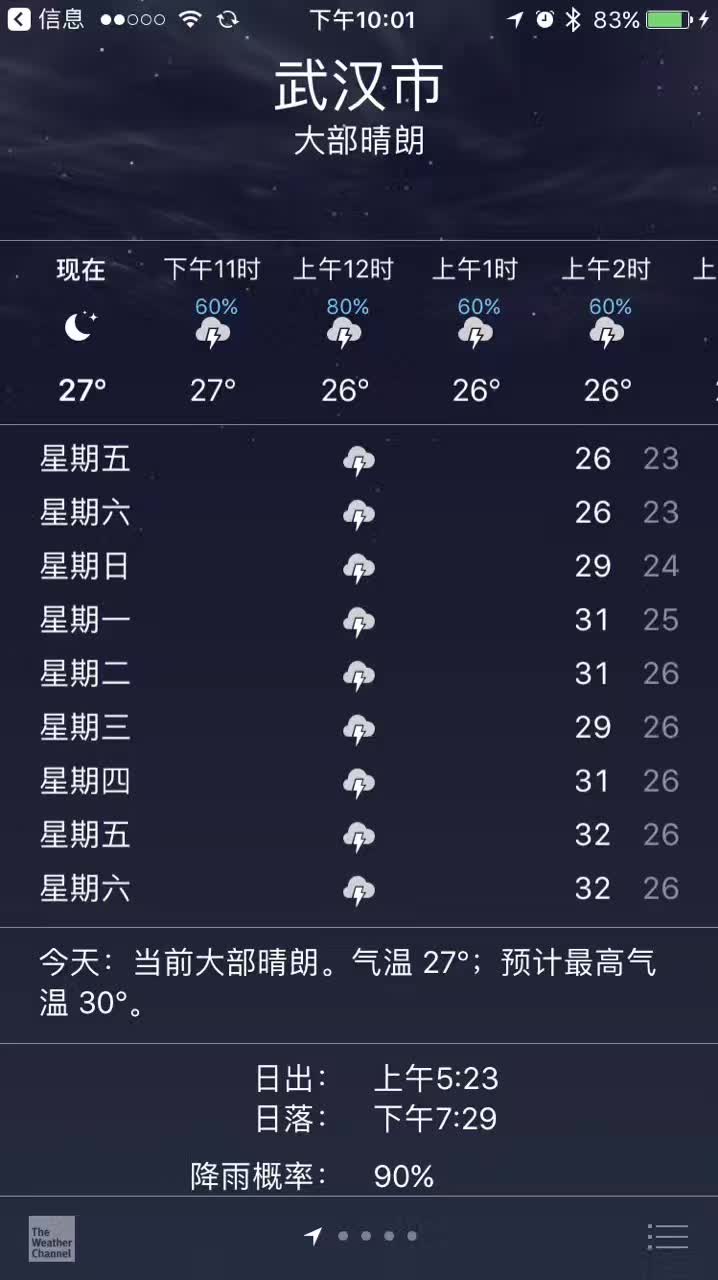 信息 下午10:01 83%
武汉市
大部晴朗
现在 下午11时 上午12时 上午1时 上午2时 上
60% 80% 60% 60%
27° 27° 26° 26° 26°
星期五 26 23
星期六 26 23
星期日 29 24
星期一 31 25
星期二 31 26
星期三 29 26
星期四 31 26
星期五 32 26
星期六 32 26
今天：当前大部晴朗。气温 27°；预计最高气
温 30°。
日出： 上午5:23
日落： 下午7:29
降雨概率： 90%
The
Weather
Channel